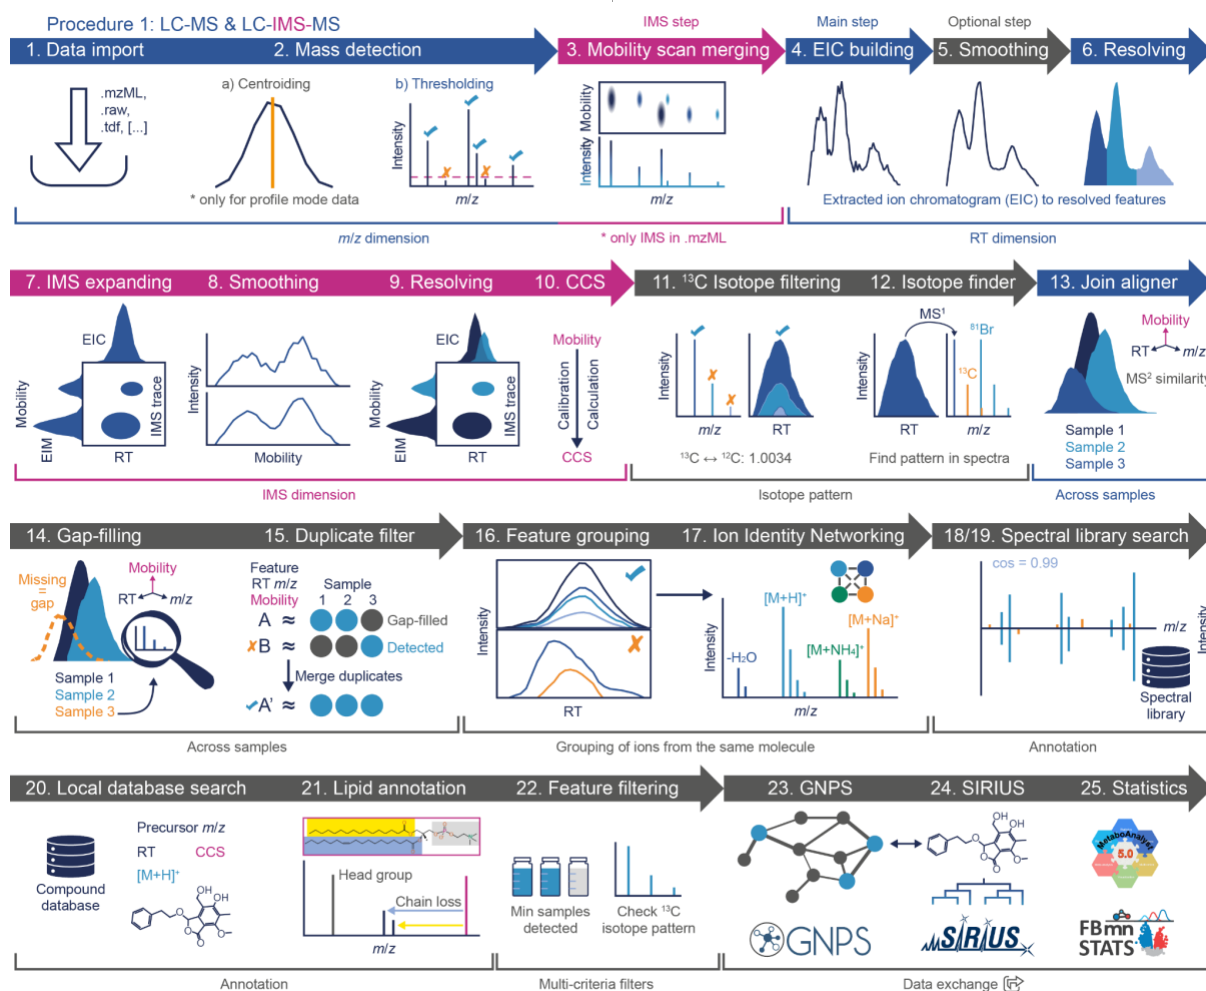 Procedure 1: LC-MS & LC-IMS-MS
IMS step
Main step
Optional step
1. Data import
2. Mass detection
3. Mobility scan merging
4. EIC building
5. Smoothing
6. Resolving
.mzML,
.raw,
.tdf, [...]
a) Centroiding
* only for profile mode data
b) Thresholding
Intensity
m/z
Mobility
Intensity
m/z
Extracted ion chromatogram (EIC) to resolved features
m/z dimension
* only IMS in .mzML
RT dimension
7. IMS expanding
8. Smoothing
9. Resolving
10. CCS
11. ¹³C Isotope filtering
12. Isotope finder
13. Join aligner
EIC
Mobility
EIM
IMS trace
RT
Intensity
Mobility
EIC
Mobility
EIM
IMS trace
RT
Mobility
Calibration
Calculation
CCS
Intensity
m/z
RT
¹³C ↔ ¹²C: 1.0034
MS¹
Intensity
RT
¹³C
⁸¹Br
m/z
Find pattern in spectra
Mobility
RT
m/z
MS² similarity
Sample 1
Sample 2
Sample 3
IMS dimension
Isotope pattern
Across samples
14. Gap-filling
15. Duplicate filter
16. Feature grouping
17. Ion Identity Networking
18/19. Spectral library search
Missing
=
gap
Mobility
RT
m/z
Sample 1
Sample 2
Sample 3
Feature
RT m/z
Mobility
Sample
1 2 3
A ≈
Gap-filled
✗B ≈
Detected
Merge duplicates
✓A' ≈
Intensity
RT
Intensity
-H₂O
[M+H]⁺
[M+NH₄]⁺
[M+Na]⁺
m/z
cos = 0.99
m/z
Intensity
Spectral
library
Across samples
Grouping of ions from the same molecule
Annotation
20. Local database search
21. Lipid annotation
22. Feature filtering
23. GNPS
24. SIRIUS
25. Statistics
Compound
database
Precursor m/z
RT CCS
[M+H]⁺
OH
OH
O
O
O
O
Head group
Chain loss
m/z
Min samples
detected
Check ¹³C
isotope pattern
GNPS
OH
OH
O
O
O
O
SIRIUS
MetaboAnalyst
5.0
FBmn
STATS
Annotation
Multi-criteria filters
Data exchange